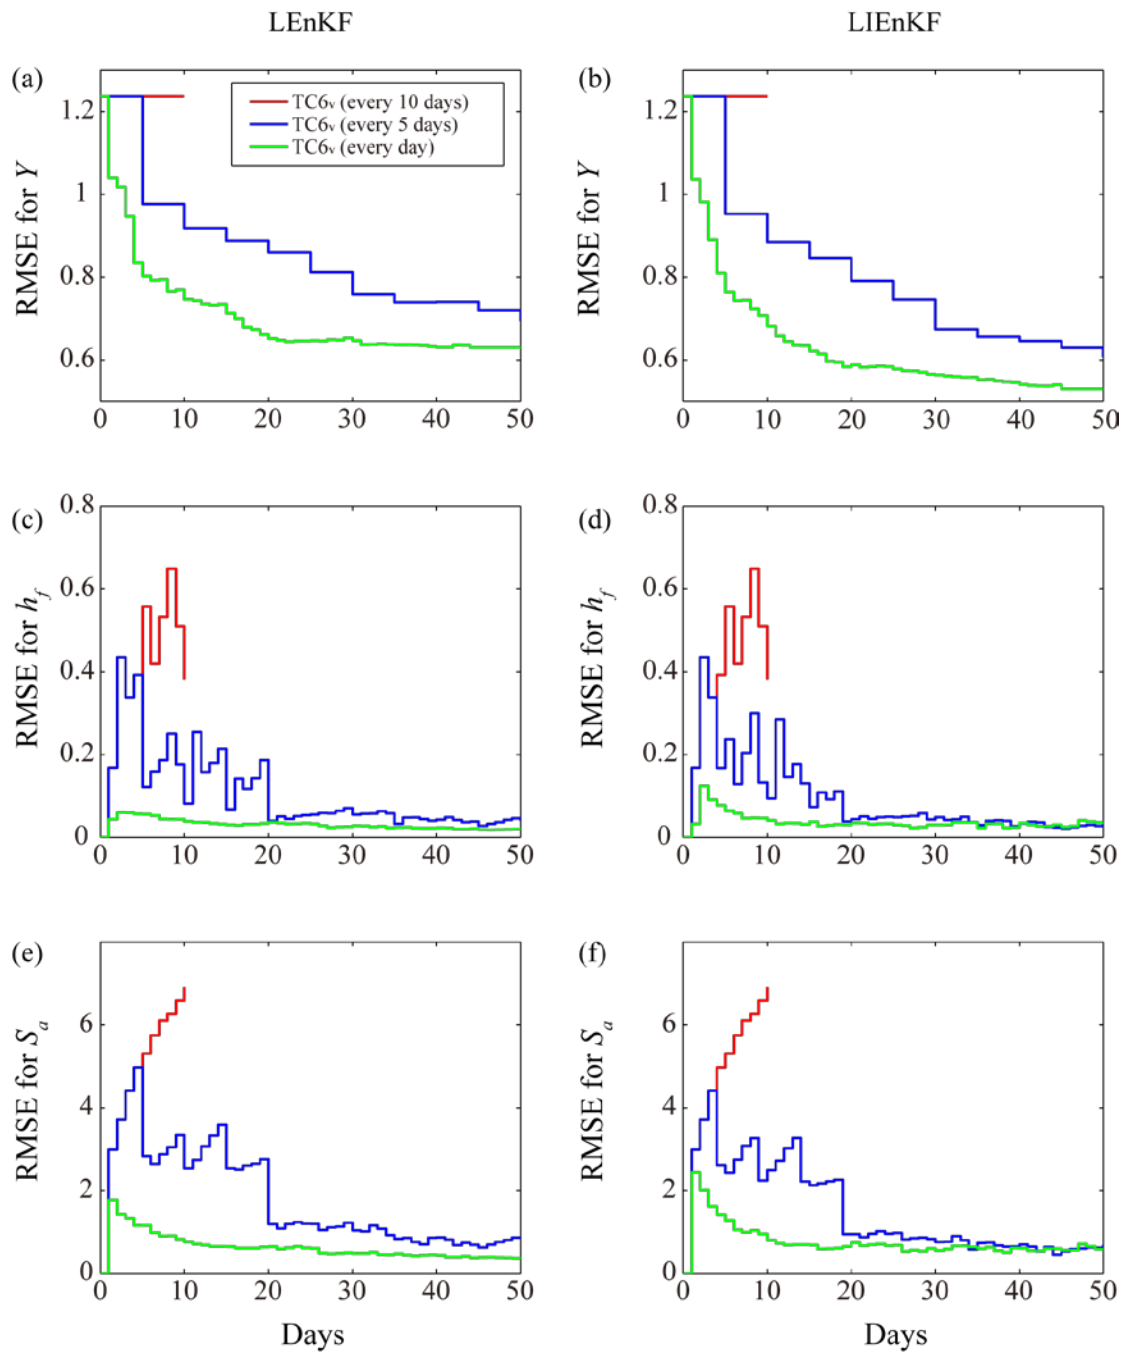 LEnKF
LIEnKF
(a)
(b)
TC6v (every 10 days)
TC6v (every 5 days)
TC6v (every day)
RMSE for Y
1.2
1
0.8
0.6
0 10 20 30 40 50
RMSE for Y
1.2
1
0.8
0.6
0 10 20 30 40 50
(c)
(d)
RMSE for hf
0.8
0.6
0.4
0.2
0
0 10 20 30 40 50
RMSE for hf
0.8
0.6
0.4
0.2
0
0 10 20 30 40 50
(e)
(f)
RMSE for Sa
6
4
2
0
0 10 20 30 40 50
Days
RMSE for Sa
6
4
2
0
0 10 20 30 40 50
Days